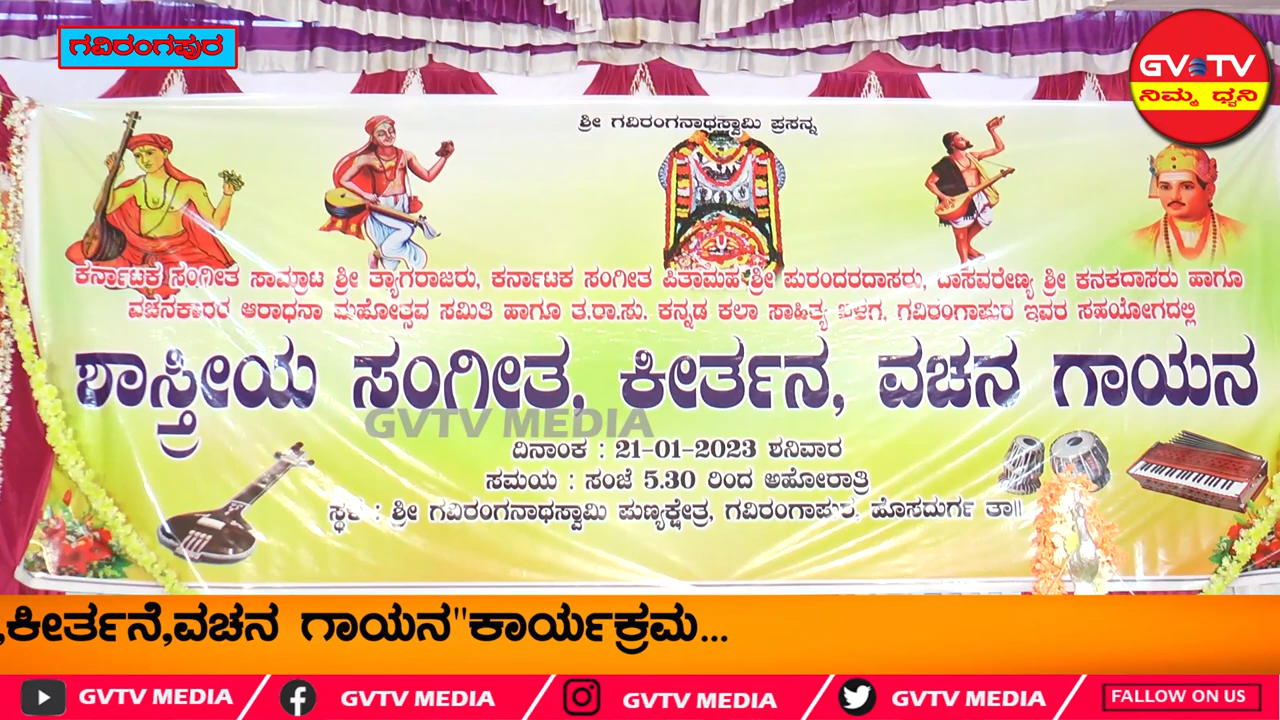 ಗವಿರಂಗಪುರ
GVTV
ನಿಮ್ಮ ಧ್ವನಿ
ಶ್ರೀ ಗವಿರಂಗನಾಥಸ್ವಾಮಿ ಪ್ರಸನ್ನ
ಕರ್ನಾಟಕ ಸಂಗೀತ ಸಾಮ್ರಾಟ ಶ್ರೀ ತ್ಯಾಗರಾಜರು, ಕರ್ನಾಟಕ ಸಂಗೀತ ಪಿತಾಮಹ ಶ್ರೀ ಪುರಂದರದಾಸರು, ದಾಸವರೇಣ್ಯ ಶ್ರೀ ಕನಕದಾಸರು ಹಾಗೂ
ವಚನಕಾರರ ಆರಾಧನಾ ಮಹೋತ್ಸವ ಸಮಿತಿ ಹಾಗೂ ತ.ರಾ.ಸು. ಕನ್ನಡ ಕಲಾ ಸಾಹಿತ್ಯ ಬಳಗ, ಗವಿರಂಗಾಪುರ ಇವರ ಸಹಯೋಗದಲ್ಲಿ
ಶಾಸ್ತ್ರೀಯ ಸಂಗೀತ, ಕೀರ್ತನ, ವಚನ ಗಾಯನ
GVTV MEDIA
ದಿನಾಂಕ : 21-01-2023 ಶನಿವಾರ
ಸಮಯ : ಸಂಜೆ 5.30 ರಿಂದ ಅಹೋರಾತ್ರಿ
ಸ್ಥಳ : ಶ್ರೀ ಗವಿರಂಗನಾಥಸ್ವಾಮಿ ಪುಣ್ಯಕ್ಷೇತ್ರ, ಗವಿರಂಗಾಪುರ, ಹೊಸದುರ್ಗ ತಾ॥
,ಕೀರ್ತನೆ,ವಚನ ಗಾಯನ"ಕಾರ್ಯಕ್ರಮ...
GVTV MEDIA GVTV MEDIA GVTV MEDIA GVTV MEDIA FALLOW ON US